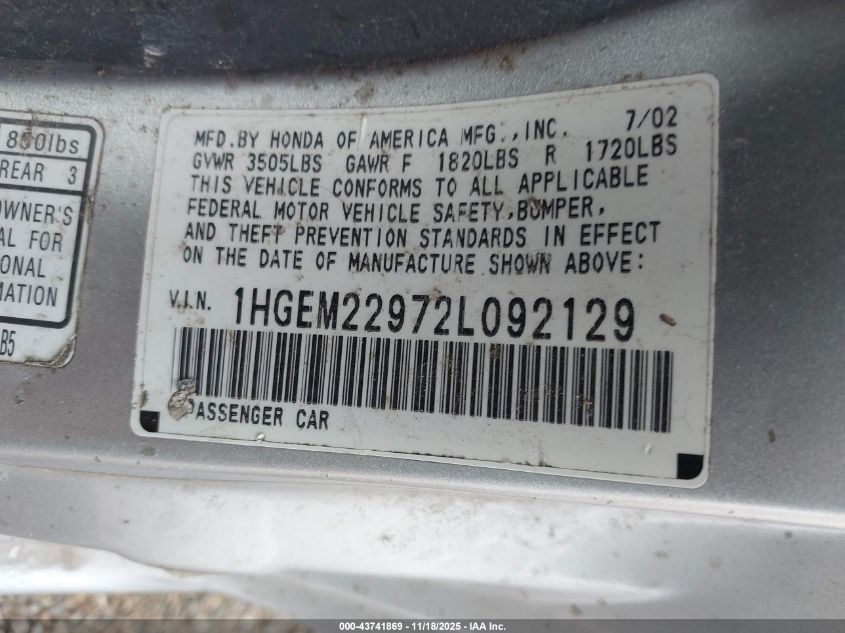 850lbs
REAR 3
OWNER'S
AL FOR
ONAL
MATION
B5
MFD.BY HONDA OF AMERICA MFG.,INC. 7/02
GVWR 3505LBS GAWR F 1820LBS R 1720LBS
THIS VEHICLE CONFORMS TO ALL APPLICABLE
FEDERAL MOTOR VEHICLE SAFETY,BUMPER,
AND THEFT PREVENTION STANDARDS IN EFFECT
ON THE DATE OF MANUFACTURE SHOWN ABOVE:
V.I.N. 1HGEM22972L092129
PASSENGER CAR
000-43741869 — 11/18/2025 — IAA Inc.